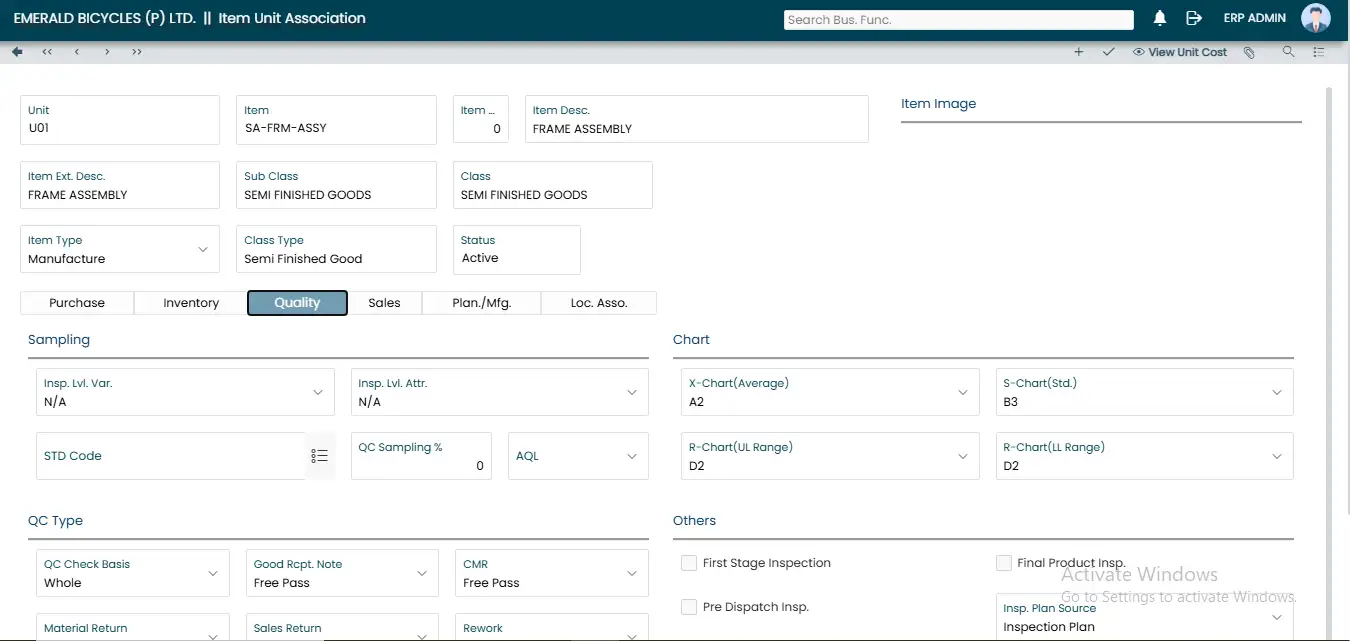 EMERALD BICYCLES (P) LTD. || Item Unit Association
Search Bus. Func.
ERP ADMIN
<< < > >>
+ View Unit Cost
Unit
U01
Item
SA-FRM-ASSY
Item ...
0
Item Desc.
FRAME ASSEMBLY
Item Image
Item Ext. Desc.
FRAME ASSEMBLY
Sub Class
SEMI FINISHED GOODS
Class
SEMI FINISHED GOODS
Item Type
Manufacture
Class Type
Semi Finished Good
Status
Active
Purchase Inventory Quality Sales Plan./Mfg. Loc. Asso.
Sampling
Insp. Lvl. Var.
N/A
Insp. Lvl. Attr.
N/A
STD Code
QC Sampling %
0
AQL
Chart
X-Chart(Average)
A2
S-Chart(Std.)
B3
R-Chart(UL Range)
D2
R-Chart(LL Range)
D2
QC Type
QC Check Basis
Whole
Good Rcpt. Note
Free Pass
CMR
Free Pass
Material Return
Sales Return
Rework
Others
First Stage Inspection
Final Product Insp.
Pre Dispatch Insp.
Insp. Plan Source
Inspection Plan
Activate Windows
Go to Settings to activate Windows.